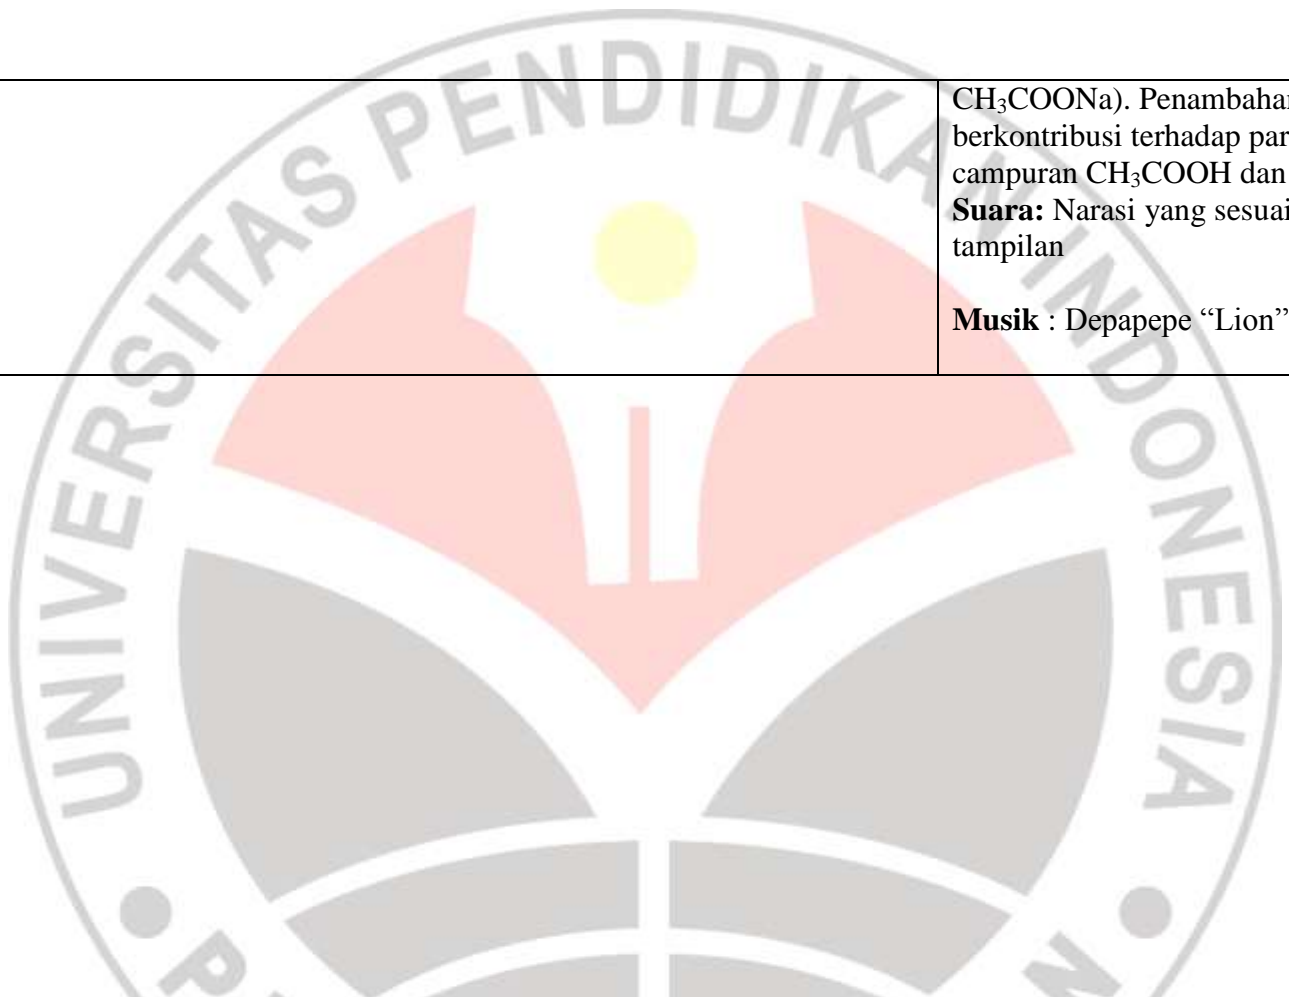 CH₃COONa). Penambahan
berkontribusi terhadap par
campuran CH₃COOH dan
Suara: Narasi yang sesuai
tampilan
Musik : Depapepe “Lion”
UNIVERSITAS PENDIDIKAN INDONESIA